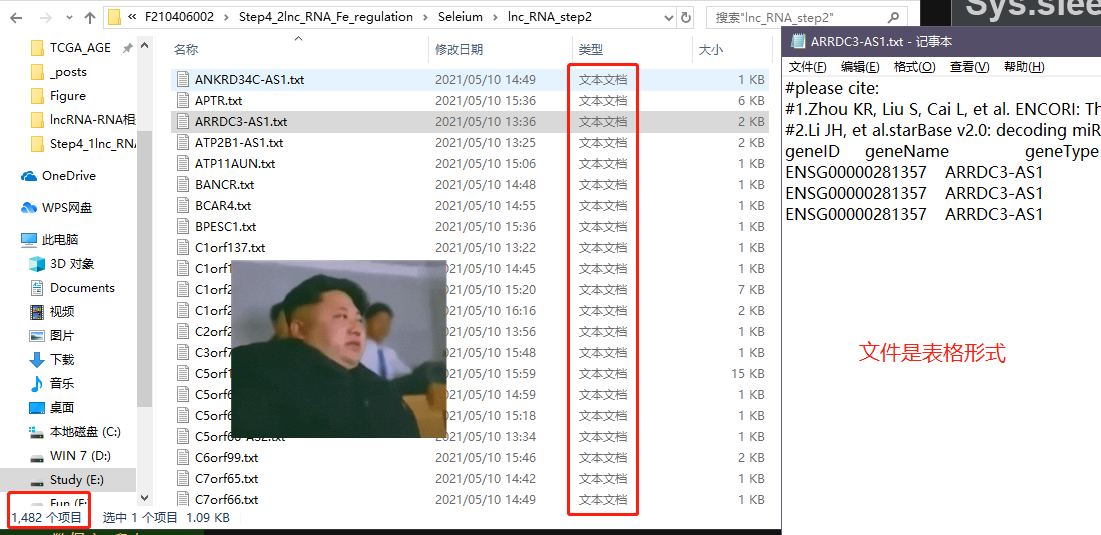 « F210406002 › Step4_2lnc_RNA_Fe_regulation › Seleium › lnc_RNA_step2
搜索"lnc_RNA_step2"
Sys.slee
TCGA_AGE
_posts
Figure
lncRNA-RNA相
Step4_1lnc_RNA
OneDrive
WPS网盘
此电脑
3D 对象
Documents
视频
图片
下载
音乐
桌面
本地磁盘 (C:)
WIN 7 (D:)
Study (E:)
Fun (F:
1,482 个项目 选中 1 个项目 1.09 KB
名称 修改日期 类型 大小
ANKRD34C-AS1.txt 2021/05/10 14:49 文本文档 1 KB
APTR.txt 2021/05/10 15:36 文本文档 6 KB
ARRDC3-AS1.txt 2021/05/10 13:36 文本文档 2 KB
ATP2B1-AS1.txt 2021/05/10 13:25 文本文档 2 KB
ATP11AUN.txt 2021/05/10 15:06 文本文档 1 KB
BANCR.txt 2021/05/10 14:48 文本文档 1 KB
BCAR4.txt 2021/05/10 14:55 文本文档 1 KB
BPESC1.txt 2021/05/10 15:37 文本文档 1 KB
C1orf137.txt 2021/05/10 13:22 文本文档 1 KB
C1orf1 2021/05/10 14:45 文本文档 1 KB
C1orf2 021/05/10 15:20 文本文档 7 KB
C1orf2 021/05/10 16:16 文本文档 2 KB
C2orf2 021/05/10 13:56 文本文档 1 KB
C3orf7 021/05/10 15:48 文本文档 1 KB
C5orf1 021/05/10 15:59 文本文档 15 KB
C5orf6 021/05/10 14:59 文本文档 1 KB
C5orf6 021/05/10 15:18 文本文档 1 KB
C5orf66-AS2.txt 2021/05/10 13:34 文本文档 1 KB
C6orf99.txt 2021/05/10 15:46 文本文档 2 KB
C7orf65.txt 2021/05/10 14:42 文本文档 1 KB
C7orf66.txt 2021/05/10 14:49 文本文档 1 KB
ARRDC3-AS1.txt - 记事本
文件(F) 编辑(E) 格式(O) 查看(V) 帮助(H)
#please cite:
#1.Zhou KR, Liu S, Cai L, et al. ENCORI: Th
#2.Li JH, et al.starBase v2.0: decoding miR
geneID geneName geneType
ENSG00000281357 ARRDC3-AS1
ENSG00000281357 ARRDC3-AS1
ENSG00000281357 ARRDC3-AS1
文件是表格形式